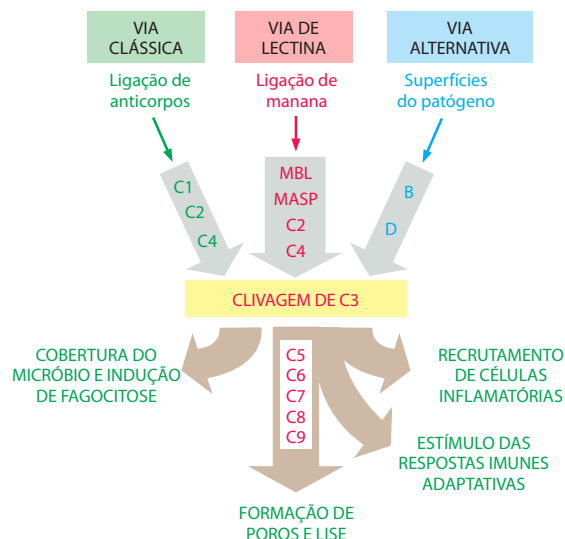 VIA
CLÁSSICA
VIA DE
LECTINA
VIA
ALTERNATIVA
Ligação de
anticorpos
Ligação de
manana
Superfícies
do patógeno
C1
C2
C4
MBL
MASP
C2
C4
B
D
CLIVAGEM DE C3
COBERTURA DO
MICRÓBIO E INDUÇÃO
DE FAGOCITOSE
C5
C6
C7
C8
C9
RECRUTAMENTO
DE CÉLULAS
INFLAMATÓRIAS
ESTÍMULO DAS
RESPOSTAS IMUNES
ADAPTATIVAS
FORMAÇÃO DE
POROS E LISE